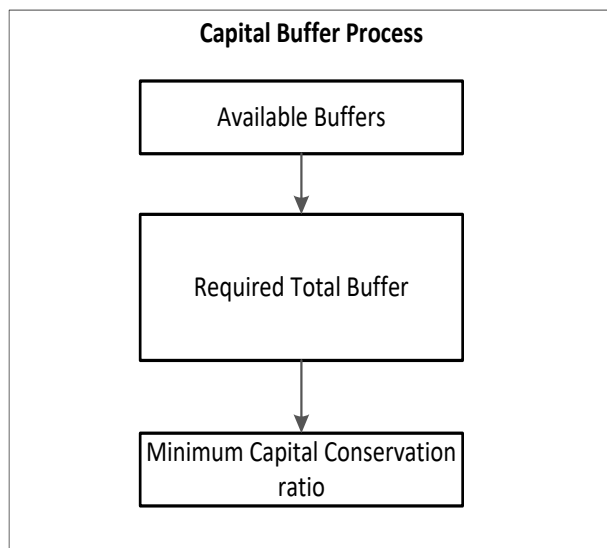 Capital Buffer Process
Available Buffers
Required Total Buffer
Minimum Capital Conservation
ratio